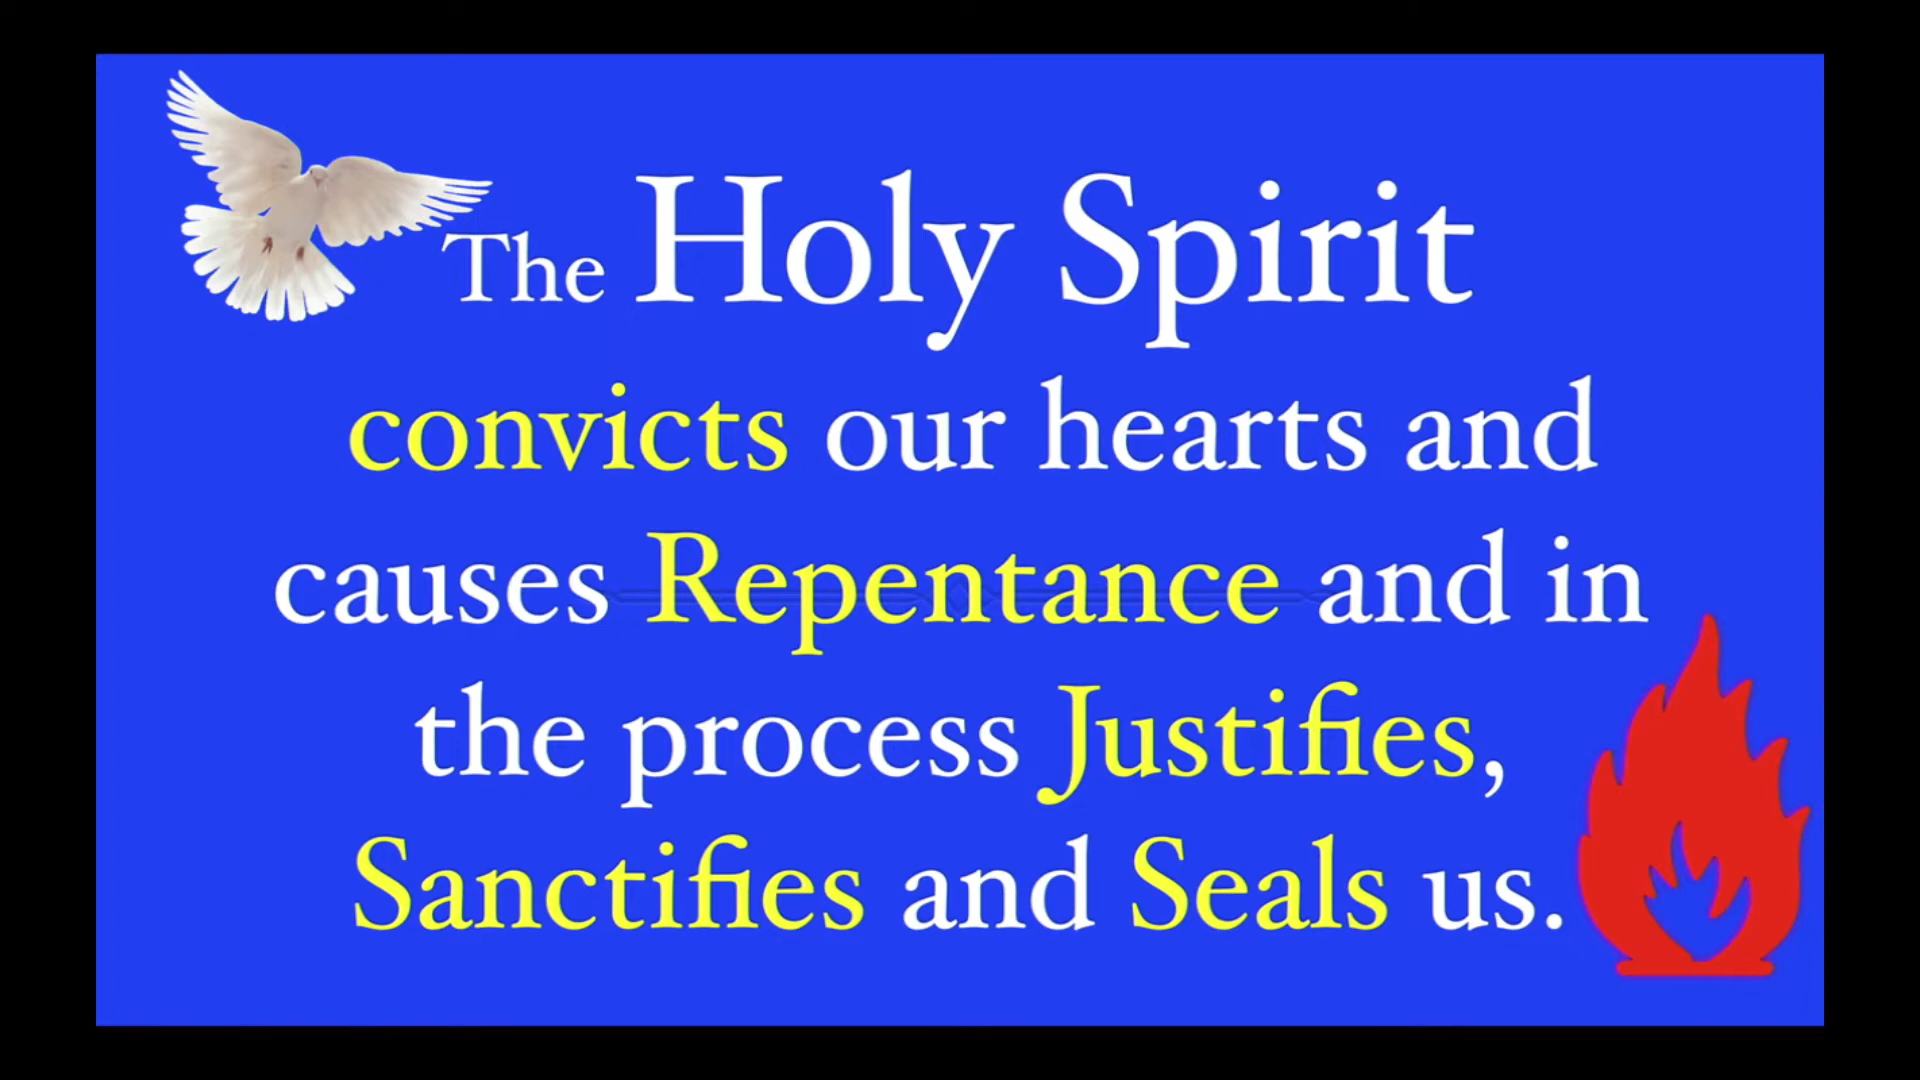 The Holy Spirit
convicts our hearts and
causes Repentance and in
the process Justifies,
Sanctifies and Seals us.